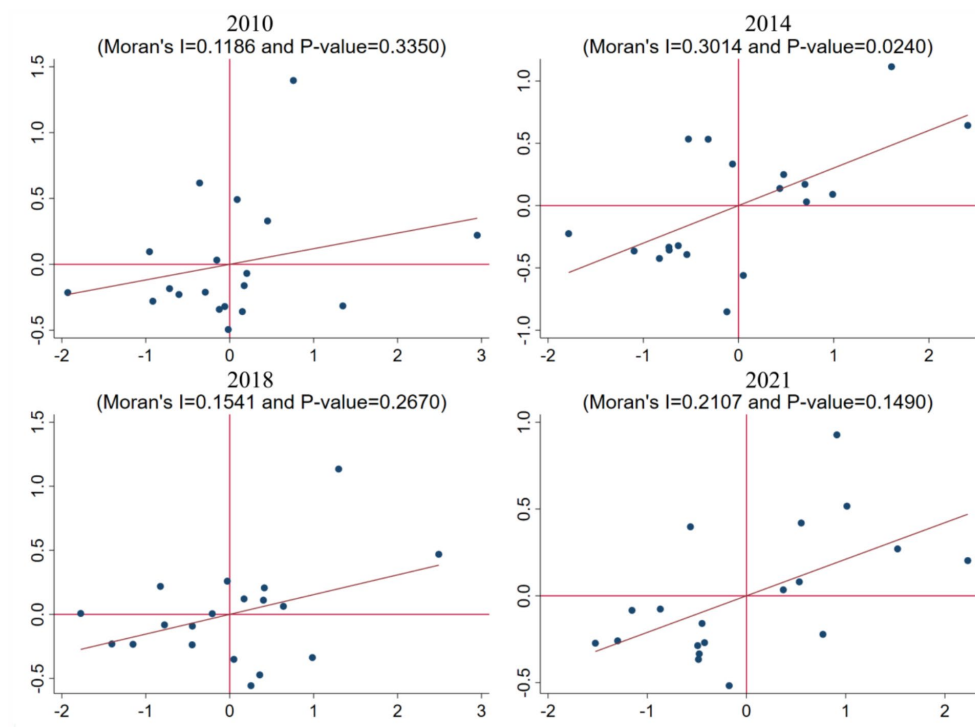 2010
(Moran's I=0.1186 and P-value=0.3350)
1.5
1.0
0.5
0.0
-0.5
-2 -1 0 1 2 3
2014
(Moran's I=0.3014 and P-value=0.0240)
1.0
0.5
0.0
-0.5
-1.0
-2 -1 0 1 2
2018
(Moran's I=0.1541 and P-value=0.2670)
1.5
1.0
0.5
0.0
-0.5
-2 -1 0 1 2 3
2021
(Moran's I=0.2107 and P-value=0.1490)
1.0
0.5
0.0
-0.5
-2 -1 0 1 2